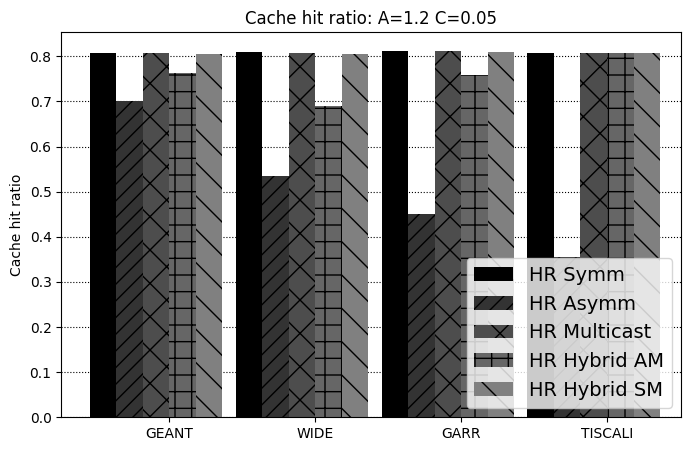 Cache hit ratio: A=1.2 C=0.05
Cache hit ratio
0.8
0.7
0.6
0.5
0.4
0.3
0.2
0.1
0.0
HR Symm
HR Asymm
HR Multicast
HR Hybrid AM
HR Hybrid SM
GEANT
WIDE
GARR
TISCALI